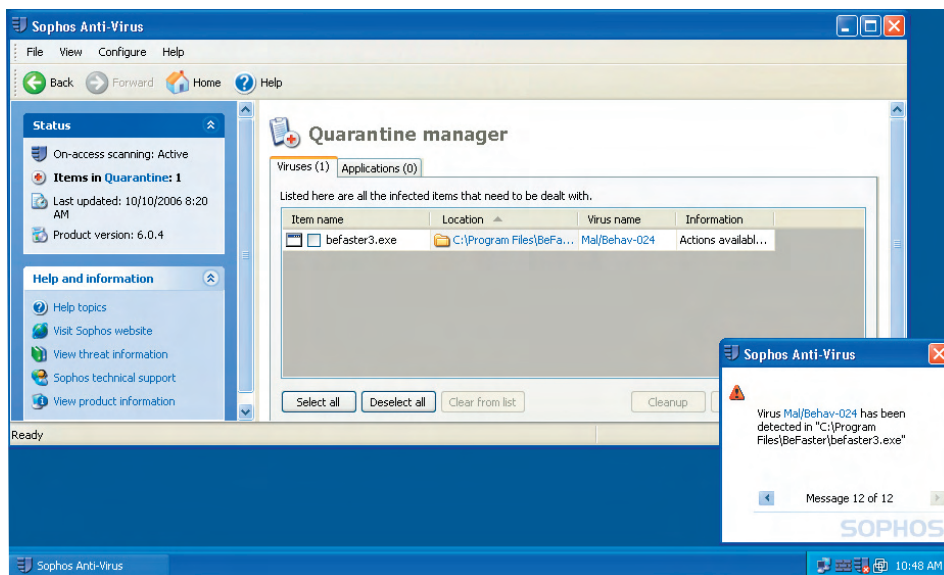 Sophos Anti-Virus
File View Configure Help
Back Forward Home Help
Status
On-access scanning: Active
Items in Quarantine: 1
Last updated: 10/10/2006 8:20
AM
Product version: 6.0.4
Help and information
Help topics
Visit Sophos website
View threat information
Sophos technical support
View product information
Quarantine manager
Viruses (1) Applications (0)
Listed here are all the infected items that need to be dealt with.
Item name Location Virus name Information
befaster3.exe C:\Program Files\BeFa... Mal/Behav-024 Actions availabl...
Select all Deselect all Clear from list Cleanup
Ready
Sophos Anti-Virus
Virus Mal/Behav-024 has been
detected in "C:\Program
Files\BeFaster\befaster3.exe"
Message 12 of 12
SOPHOS
Sophos Anti-Virus
10:48 AM